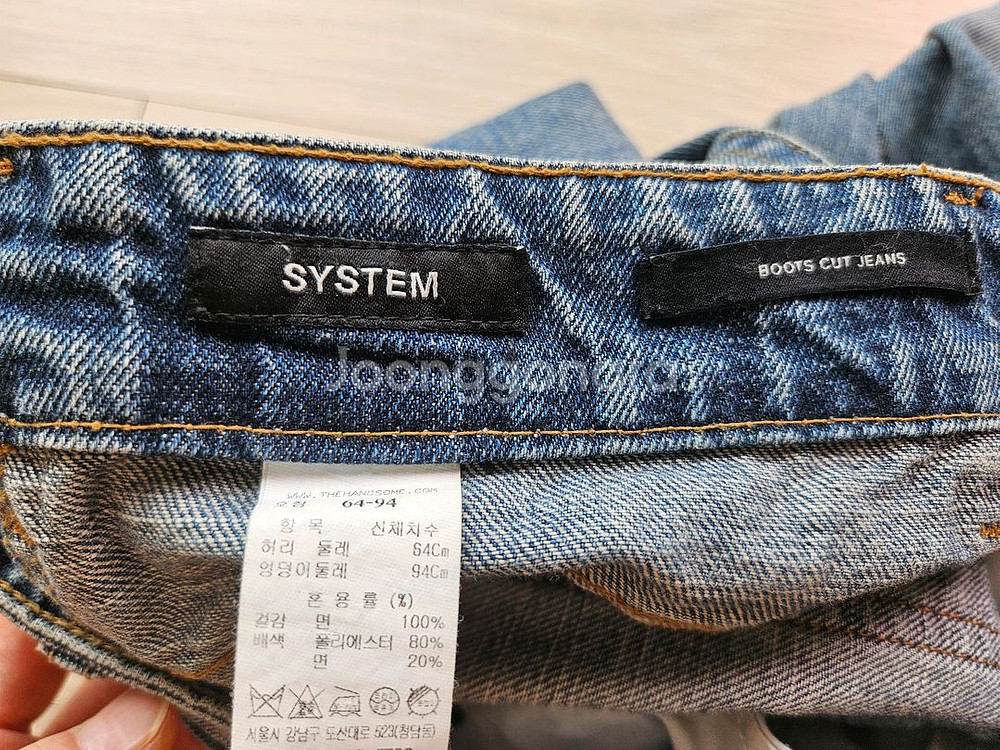 SYSTEM
BOOTS CUT JEANS
Joonggonara
WWW.THEHANDSOME.COM
호칭 64-94
항 목 신체치수
허리 둘레 64Cm
엉덩이둘레 94Cm
혼 용 률 (%)
겉감 면 100%
배색 폴리에스터 80%
면 20%
서울시 강남구 도산대로 523(청담동)